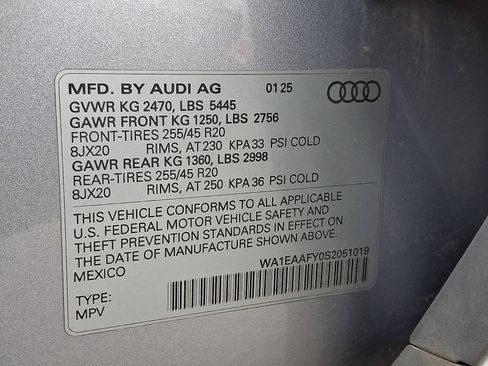 MFD. BY AUDI AG 01 25
GVWR KG 2470, LBS 5445
GAWR FRONT KG 1250, LBS 2756
FRONT-TIRES 255/45 R20
8JX20 RIMS, AT 230 KPA 33 PSI COLD
GAWR REAR KG 1360, LBS 2998
REAR-TIRES 255/45 R20
8JX20 RIMS, AT 250 KPA 36 PSI COLD
THIS VEHICLE CONFORMS TO ALL APPLICABLE
U.S. FEDERAL MOTOR VEHICLE SAFETY AND
THEFT PREVENTION STANDARDS IN EFFECT ON
THE DATE OF MANUFACTURE SHOWN ABOVE.
MEXICO
WA1EAAFY0S2051019
TYPE:
MPV